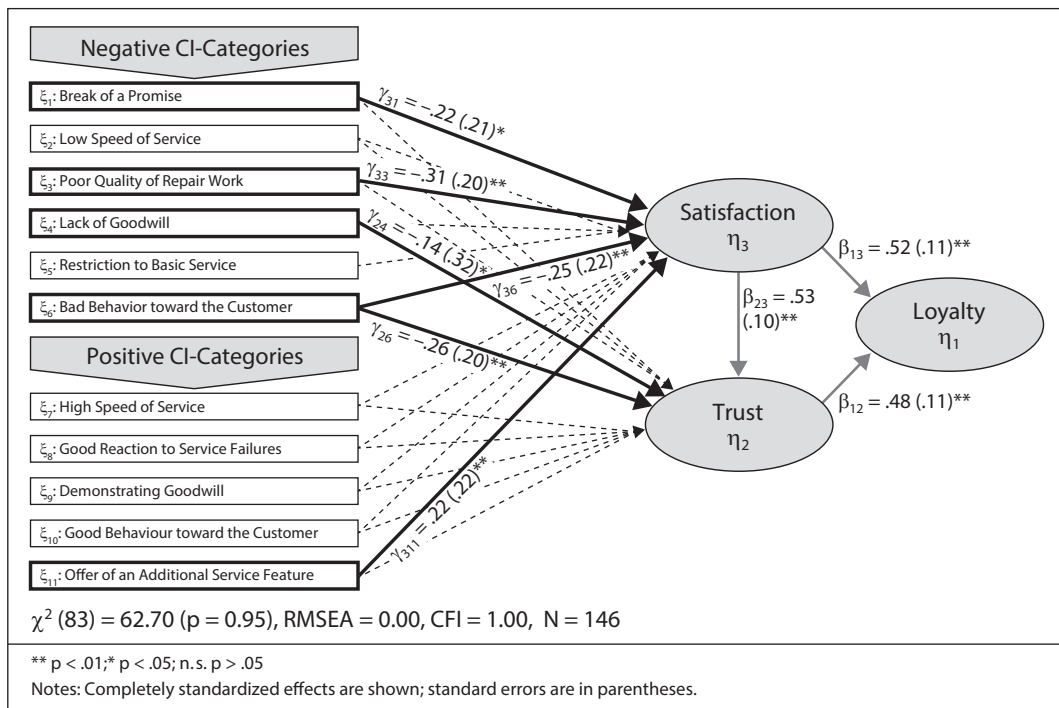 Negative CI-Categories
ξ1: Break of a Promise
ξ2: Low Speed of Service
ξ3: Poor Quality of Repair Work
ξ4: Lack of Goodwill
ξ5: Restriction to Basic Service
ξ6: Bad Behavior toward the Customer
Positive CI-Categories
ξ7: High Speed of Service
ξ8: Good Reaction to Service Failures
ξ9: Demonstrating Goodwill
ξ10: Good Behaviour toward the Customer
ξ11: Offer of an Additional Service Feature
γ31 = –.22 (.21)*
γ33 = –.31 (.20)**
γ24 = –.14 (.32)*
γ36 = –.25 (.22)**
γ26 = –.26 (.20)**
γ311 = .22 (.22)**
Satisfaction
η3
β23 = .53
(.10)**
Trust
η2
β13 = .52 (.11)**
Loyalty
η1
β12 = .48 (.11)**
χ² (83) = 62.70 (p = 0.95), RMSEA = 0.00, CFI = 1.00, N = 146
** p < .01;* p < .05; n.s. p > .05
Notes: Completely standardized effects are shown; standard errors are in parentheses.